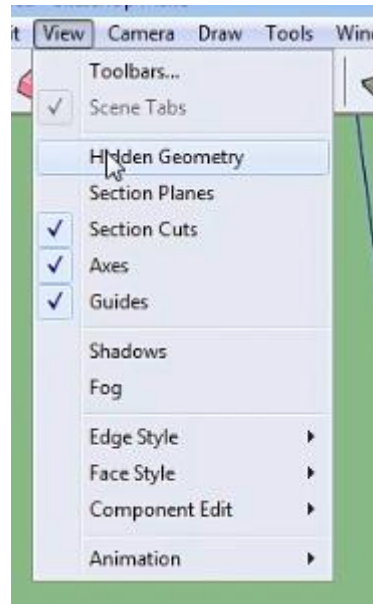 View Camera Draw Tools
Toolbars...
Scene Tabs
Hidden Geometry
Section Planes
Section Cuts
Axes
Guides
Shadows
Fog
Edge Style
Face Style
Component Edit
Animation